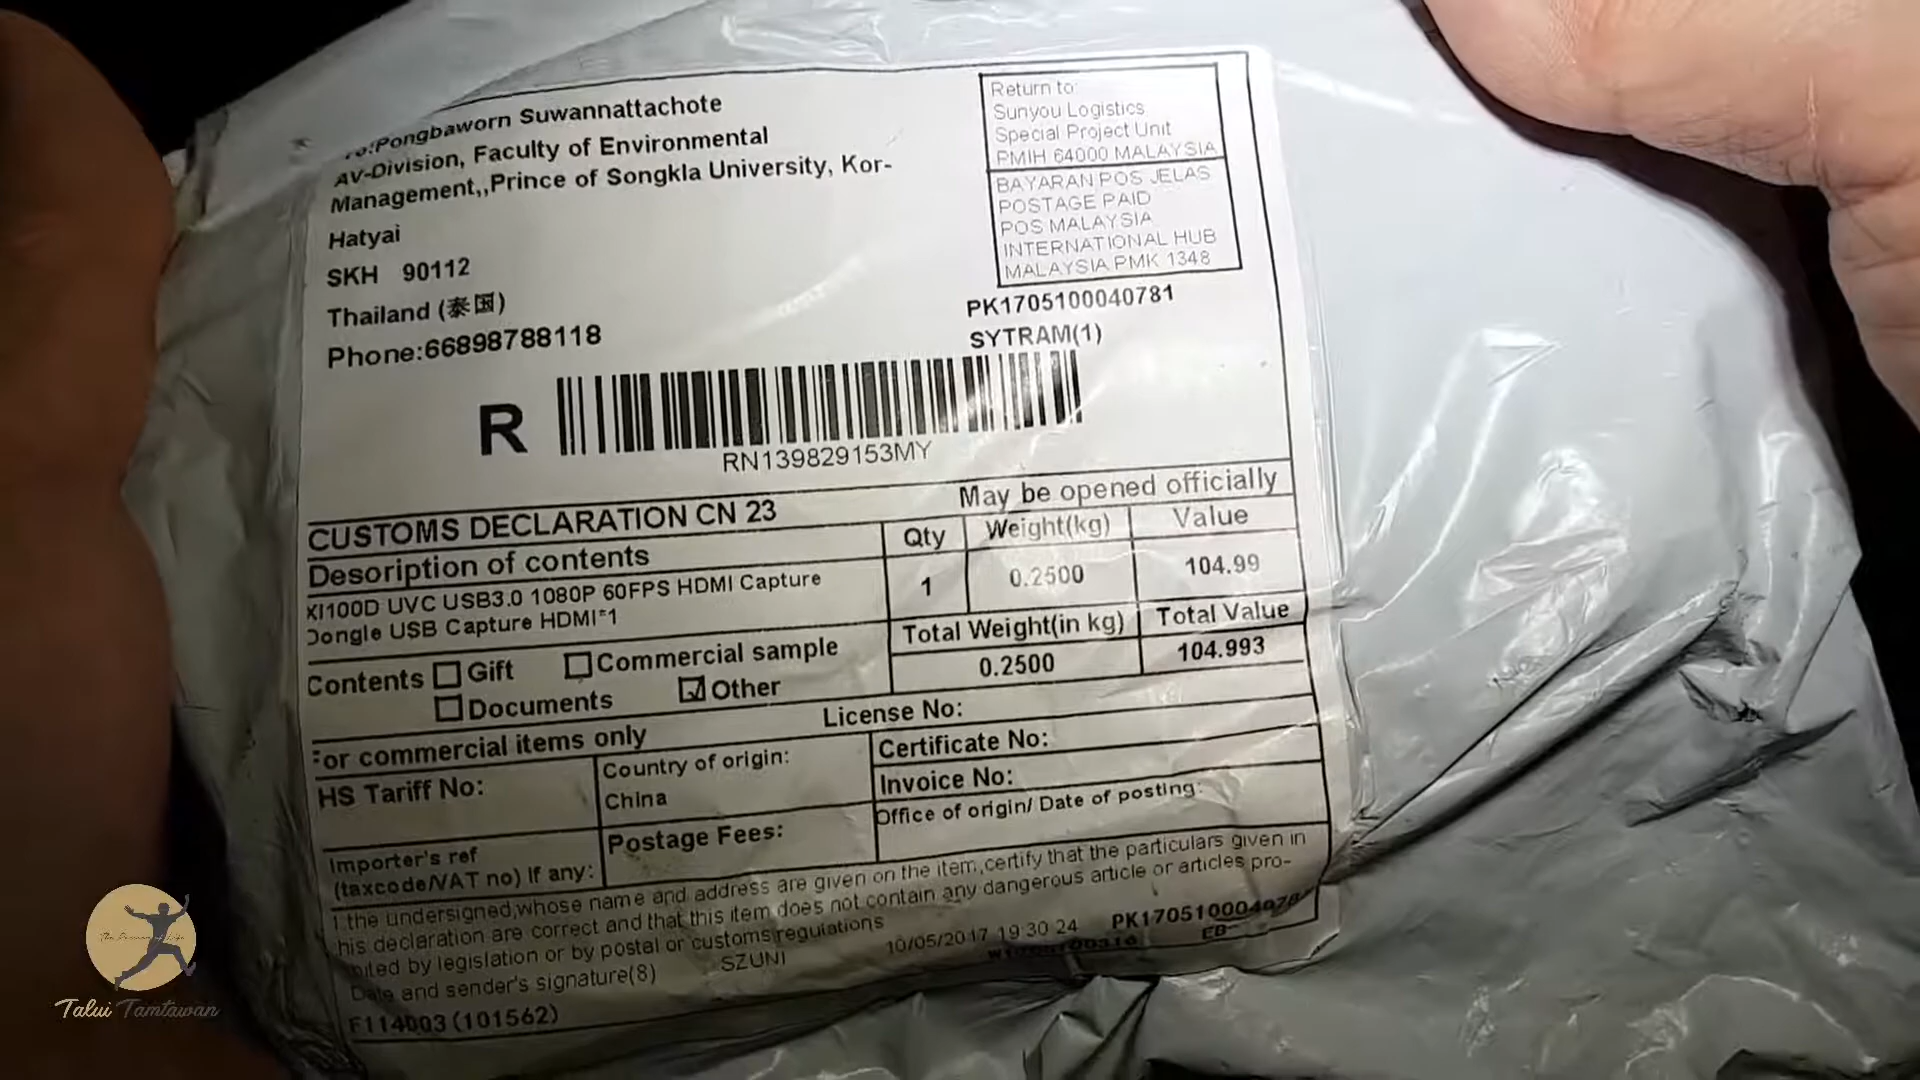 To:Pongbaworn Suwannattachote
AV-Division, Faculty of Environmental
Management,,Prince of Songkla University, Kor-
Hatyai
SKH 90112
Thailand (泰国)
Phone:66898788118
Return to:
Sunyou Logistics
Special Project Unit
PMIH 64000 MALAYSIA
BAYARAN POS JELAS
POSTAGE PAID
POS MALAYSIA
INTERNATIONAL HUB
MALAYSIA PMK 1348
PK1705100040781
SYTRAM(1)
R
RN139829153MY
CUSTOMS DECLARATION CN 23
May be opened officially
Desoription of contents
Qty
Weight(kg)
Value
XI100D UVC USB3.0 1080P 60FPS HDMI Capture
Dongle USB Capture HDMI*1
1
0.2500
104.99
Total Weight(in kg)
Total Value
0.2500
104.993
Contents Gift Commercial sample
Documents Other
For commercial items only
License No:
HS Tariff No:
Country of origin:
China
Certificate No:
Invoice No:
Office of origin/ Date of posting:
Importer's ref
(taxcode/VAT no) If any:
Postage Fees:
I the undersigned,whose name and address are given on the item,certify that the particulars given in
his declaration are correct and that this item does not contain any dangerous article or articles pro-
bited by legislation or by postal or customs regulations
Date and sender's signature(8)
SZUNI
10/05/2017 19:30 24
F114003 (101562)
Talui Tamtawan